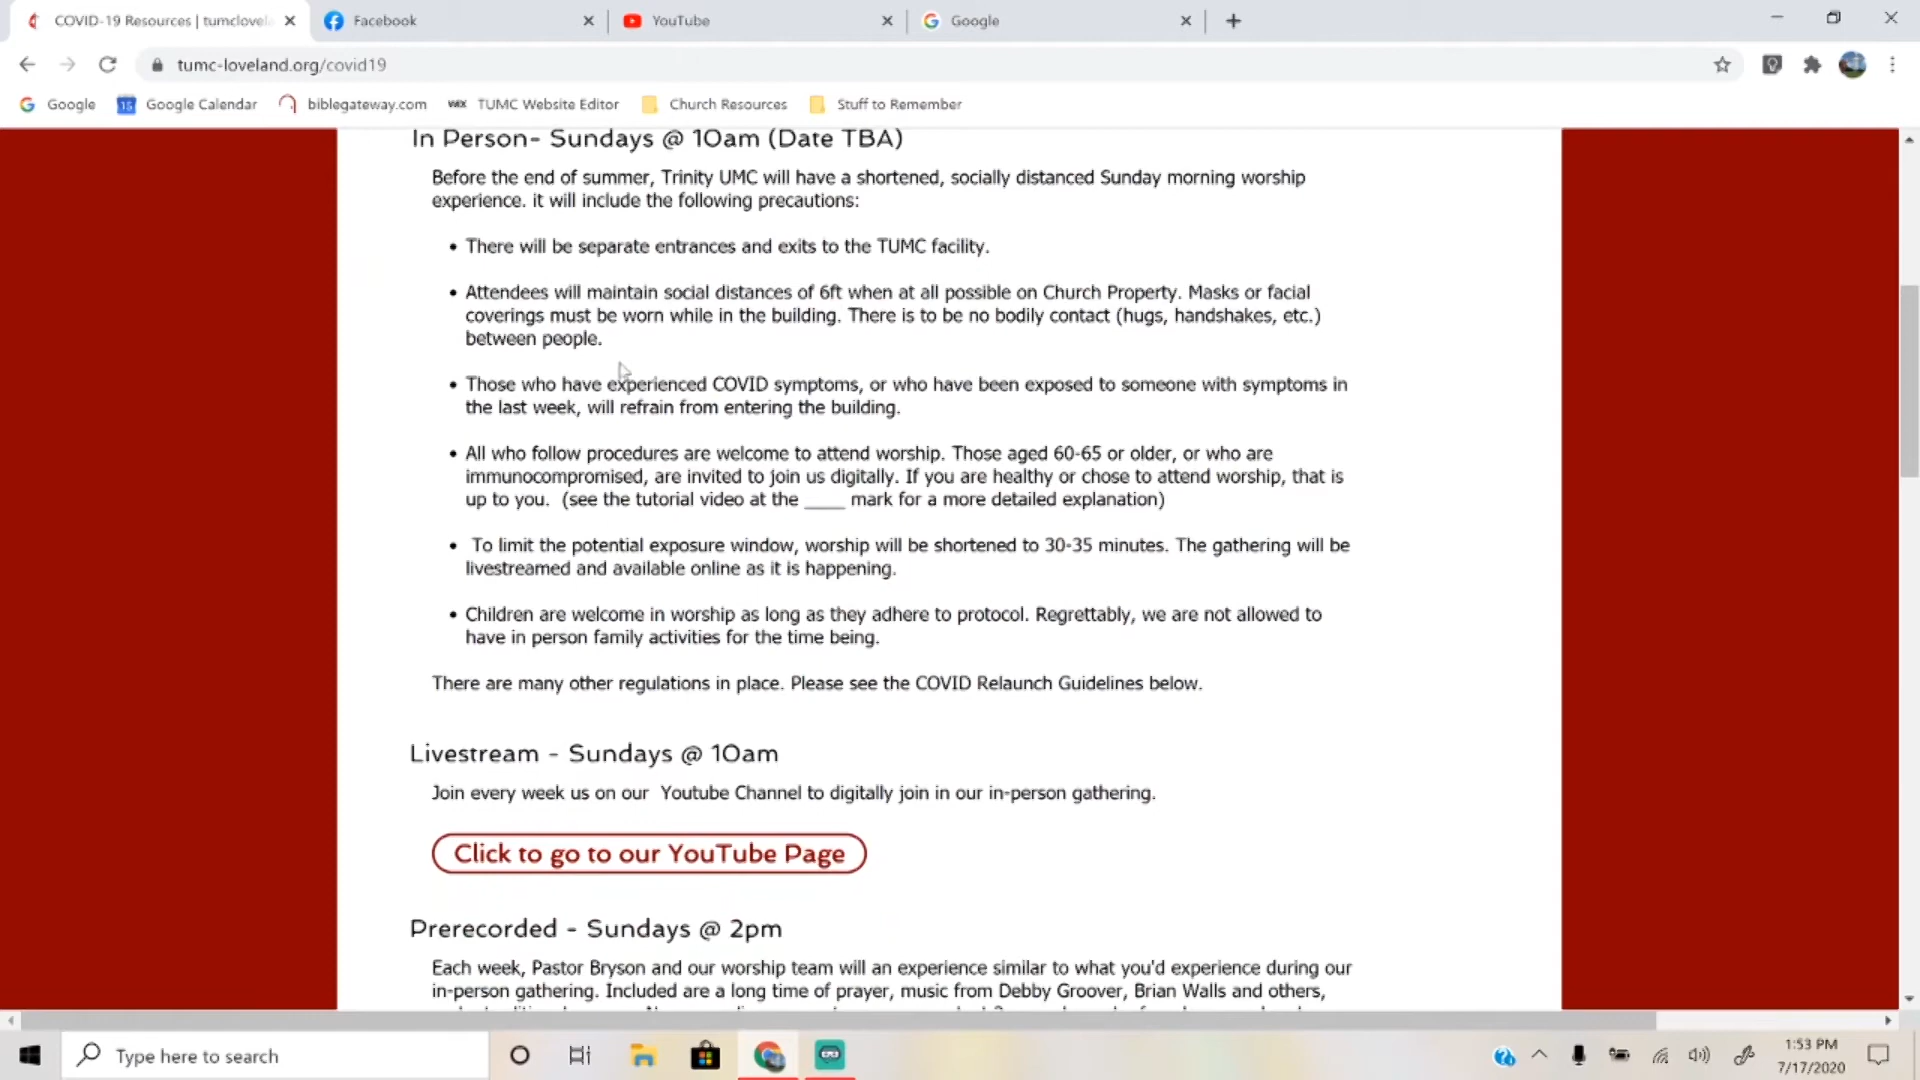 COVID-19 Resources | tumclovel
Facebook
YouTube
Google
tumc-loveland.org/covid19
Google
15
Google Calendar
biblegateway.com
WiX
TUMC Website Editor
Church Resources
Stuff to Remember
In Person- Sundays @ 10am (Date TBA)
Before the end of summer, Trinity UMC will have a shortened, socially distanced Sunday morning worship
experience. it will include the following precautions:
• There will be separate entrances and exits to the TUMC facility.
• Attendees will maintain social distances of 6ft when at all possible on Church Property. Masks or facial
coverings must be worn while in the building. There is to be no bodily contact (hugs, handshakes, etc.)
between people.
• Those who have experienced COVID symptoms, or who have been exposed to someone with symptoms in
the last week, will refrain from entering the building.
• All who follow procedures are welcome to attend worship. Those aged 60-65 or older, or who are
immunocompromised, are invited to join us digitally. If you are healthy or chose to attend worship, that is
up to you. (see the tutorial video at the ____ mark for a more detailed explanation)
• To limit the potential exposure window, worship will be shortened to 30-35 minutes. The gathering will be
livestreamed and available online as it is happening.
• Children are welcome in worship as long as they adhere to protocol. Regrettably, we are not allowed to
have in person family activities for the time being.
There are many other regulations in place. Please see the COVID Relaunch Guidelines below.
Livestream - Sundays @ 10am
Join every week us on our Youtube Channel to digitally join in our in-person gathering.
Click to go to our YouTube Page
Prerecorded - Sundays @ 2pm
Each week, Pastor Bryson and our worship team will an experience similar to what you'd experience during our
in-person gathering. Included are a long time of prayer, music from Debby Groover, Brian Walls and others,
Type here to search
1:53 PM
7/17/2020